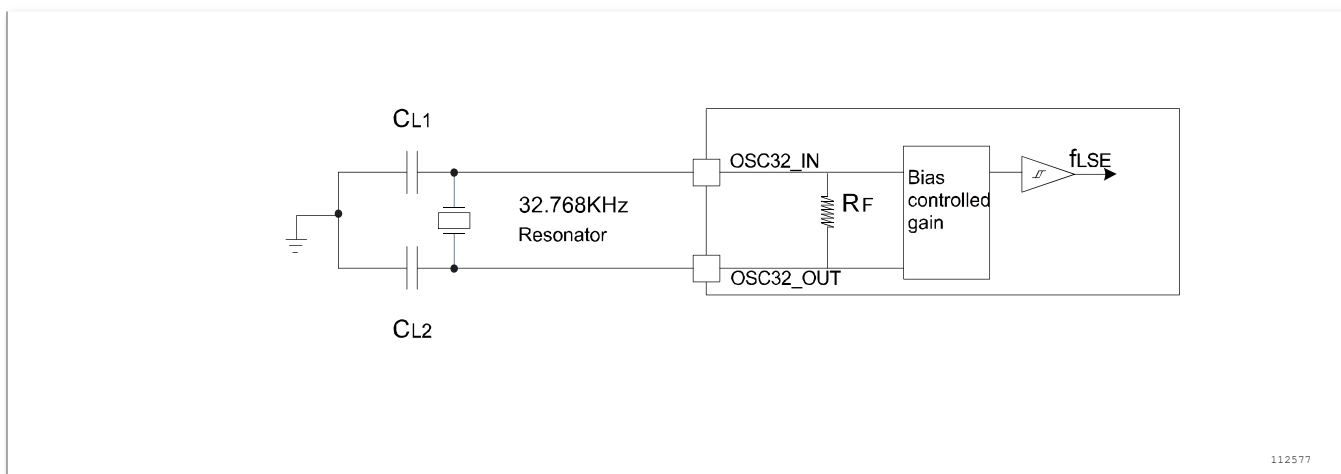 CL1
OSC32_IN
fLSE
Bias
controlled
gain
RF
32.768KHz
Resonator
OSC32_OUT
CL2
112577